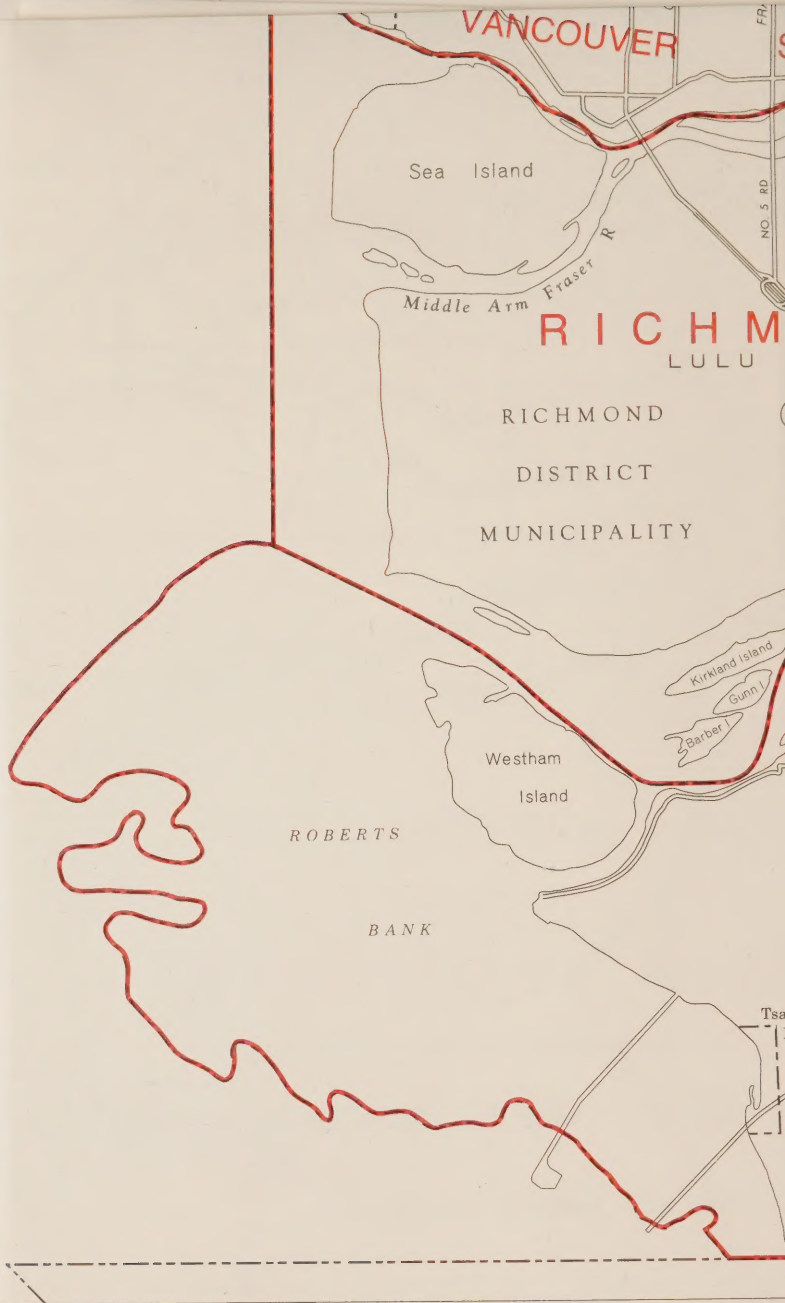 VANCOUVER
FRA
Sea Island
NO. 5 RD
Middle Arm Fraser R
RICHM
LULU
RICHMOND
DISTRICT
MUNICIPALITY
Kirkland Island
Gunn I
Barber I
Westham
Island
ROBERTS
BANK
Tsa